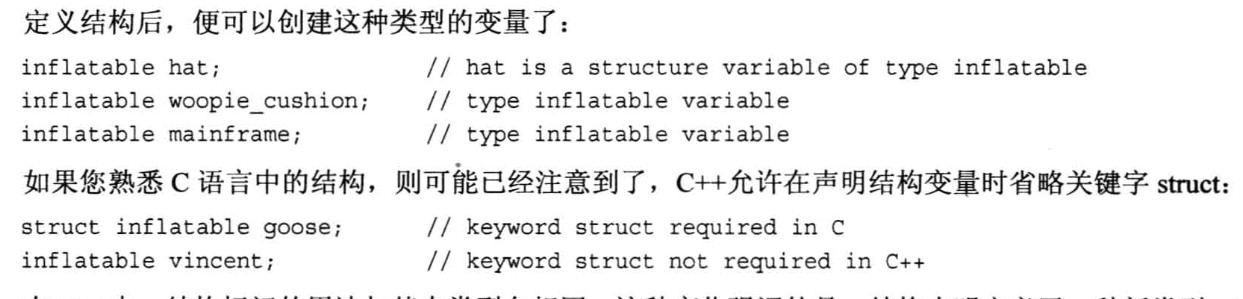 定义结构后，便可以创建这种类型的变量了：
inflatable hat; // hat is a structure variable of type inflatable
inflatable woopie_cushion; // type inflatable variable
inflatable mainframe; // type inflatable variable
如果您熟悉 C 语言中的结构，则可能已经注意到了，C++允许在声明结构变量时省略关键字 struct：
struct inflatable goose; // keyword struct required in C
inflatable vincent; // keyword struct not required in C++